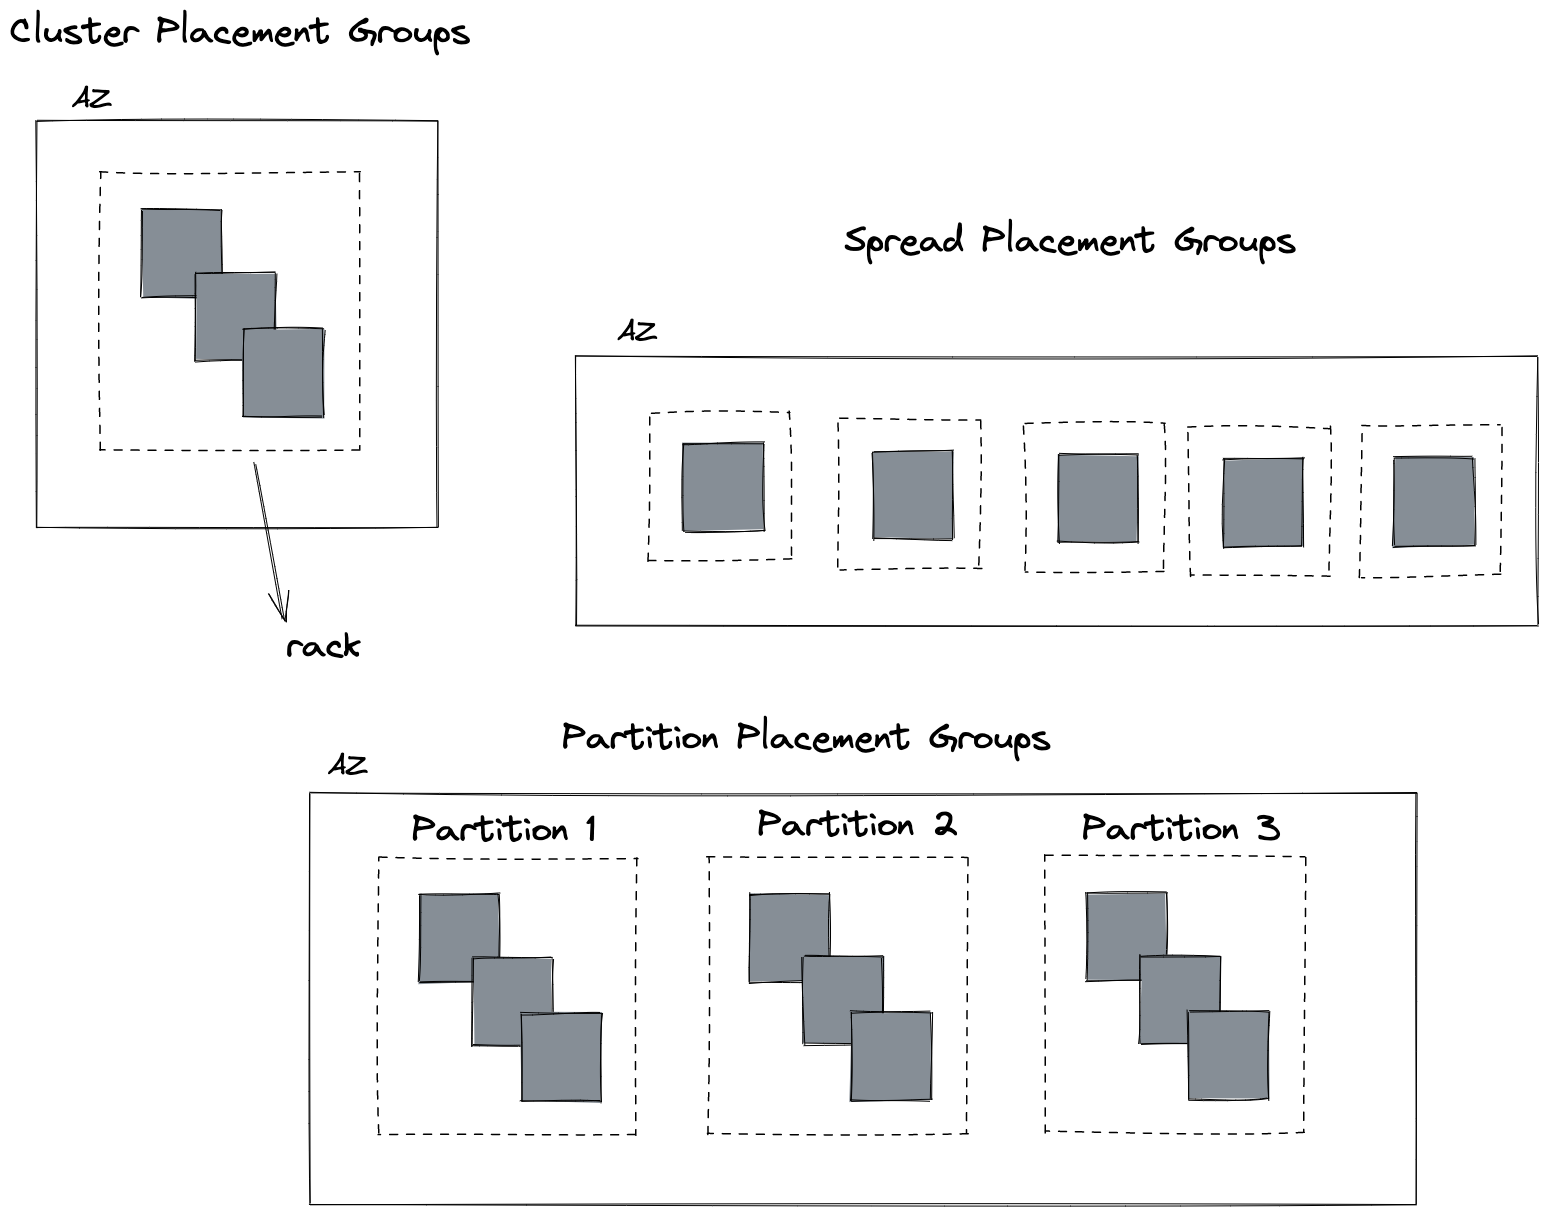 Cluster Placement Groups
AZ
rack
Spread Placement Groups
AZ
Partition Placement Groups
AZ
Partition 1
Partition 2
Partition 3